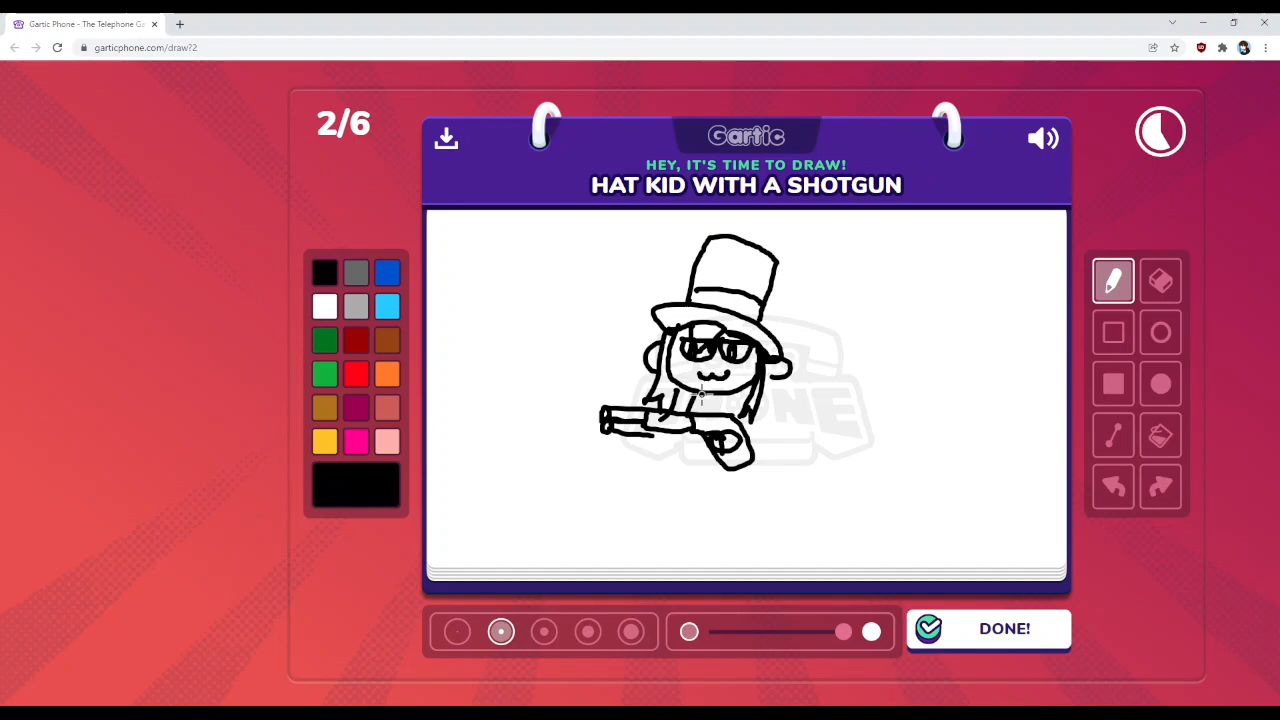 Gartic Phone - The Telephone Ga
garticphone.com/draw?2
2/6
Gartic
HEY, IT'S TIME TO DRAW!
HAT KID WITH A SHOTGUN
PHONE
DONE!